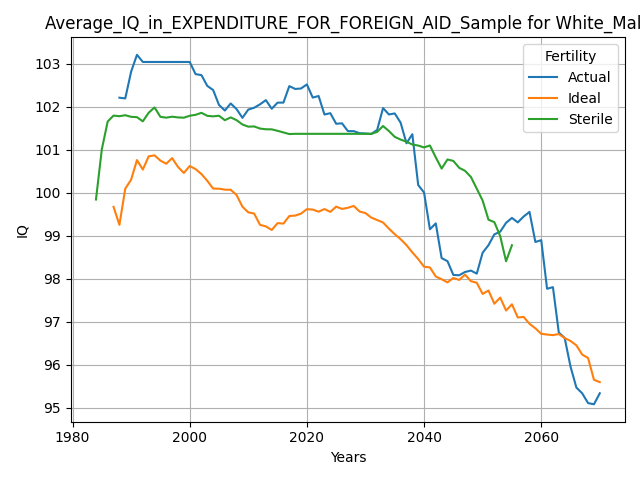 Average_IQ_in_EXPENDITURE_FOR_FOREIGN_AID_Sample for White_Mal
Fertility
Actual
Ideal
Sterile
IQ
103
102
101
100
99
98
97
96
95
1980
2000
2020
2040
2060
Years